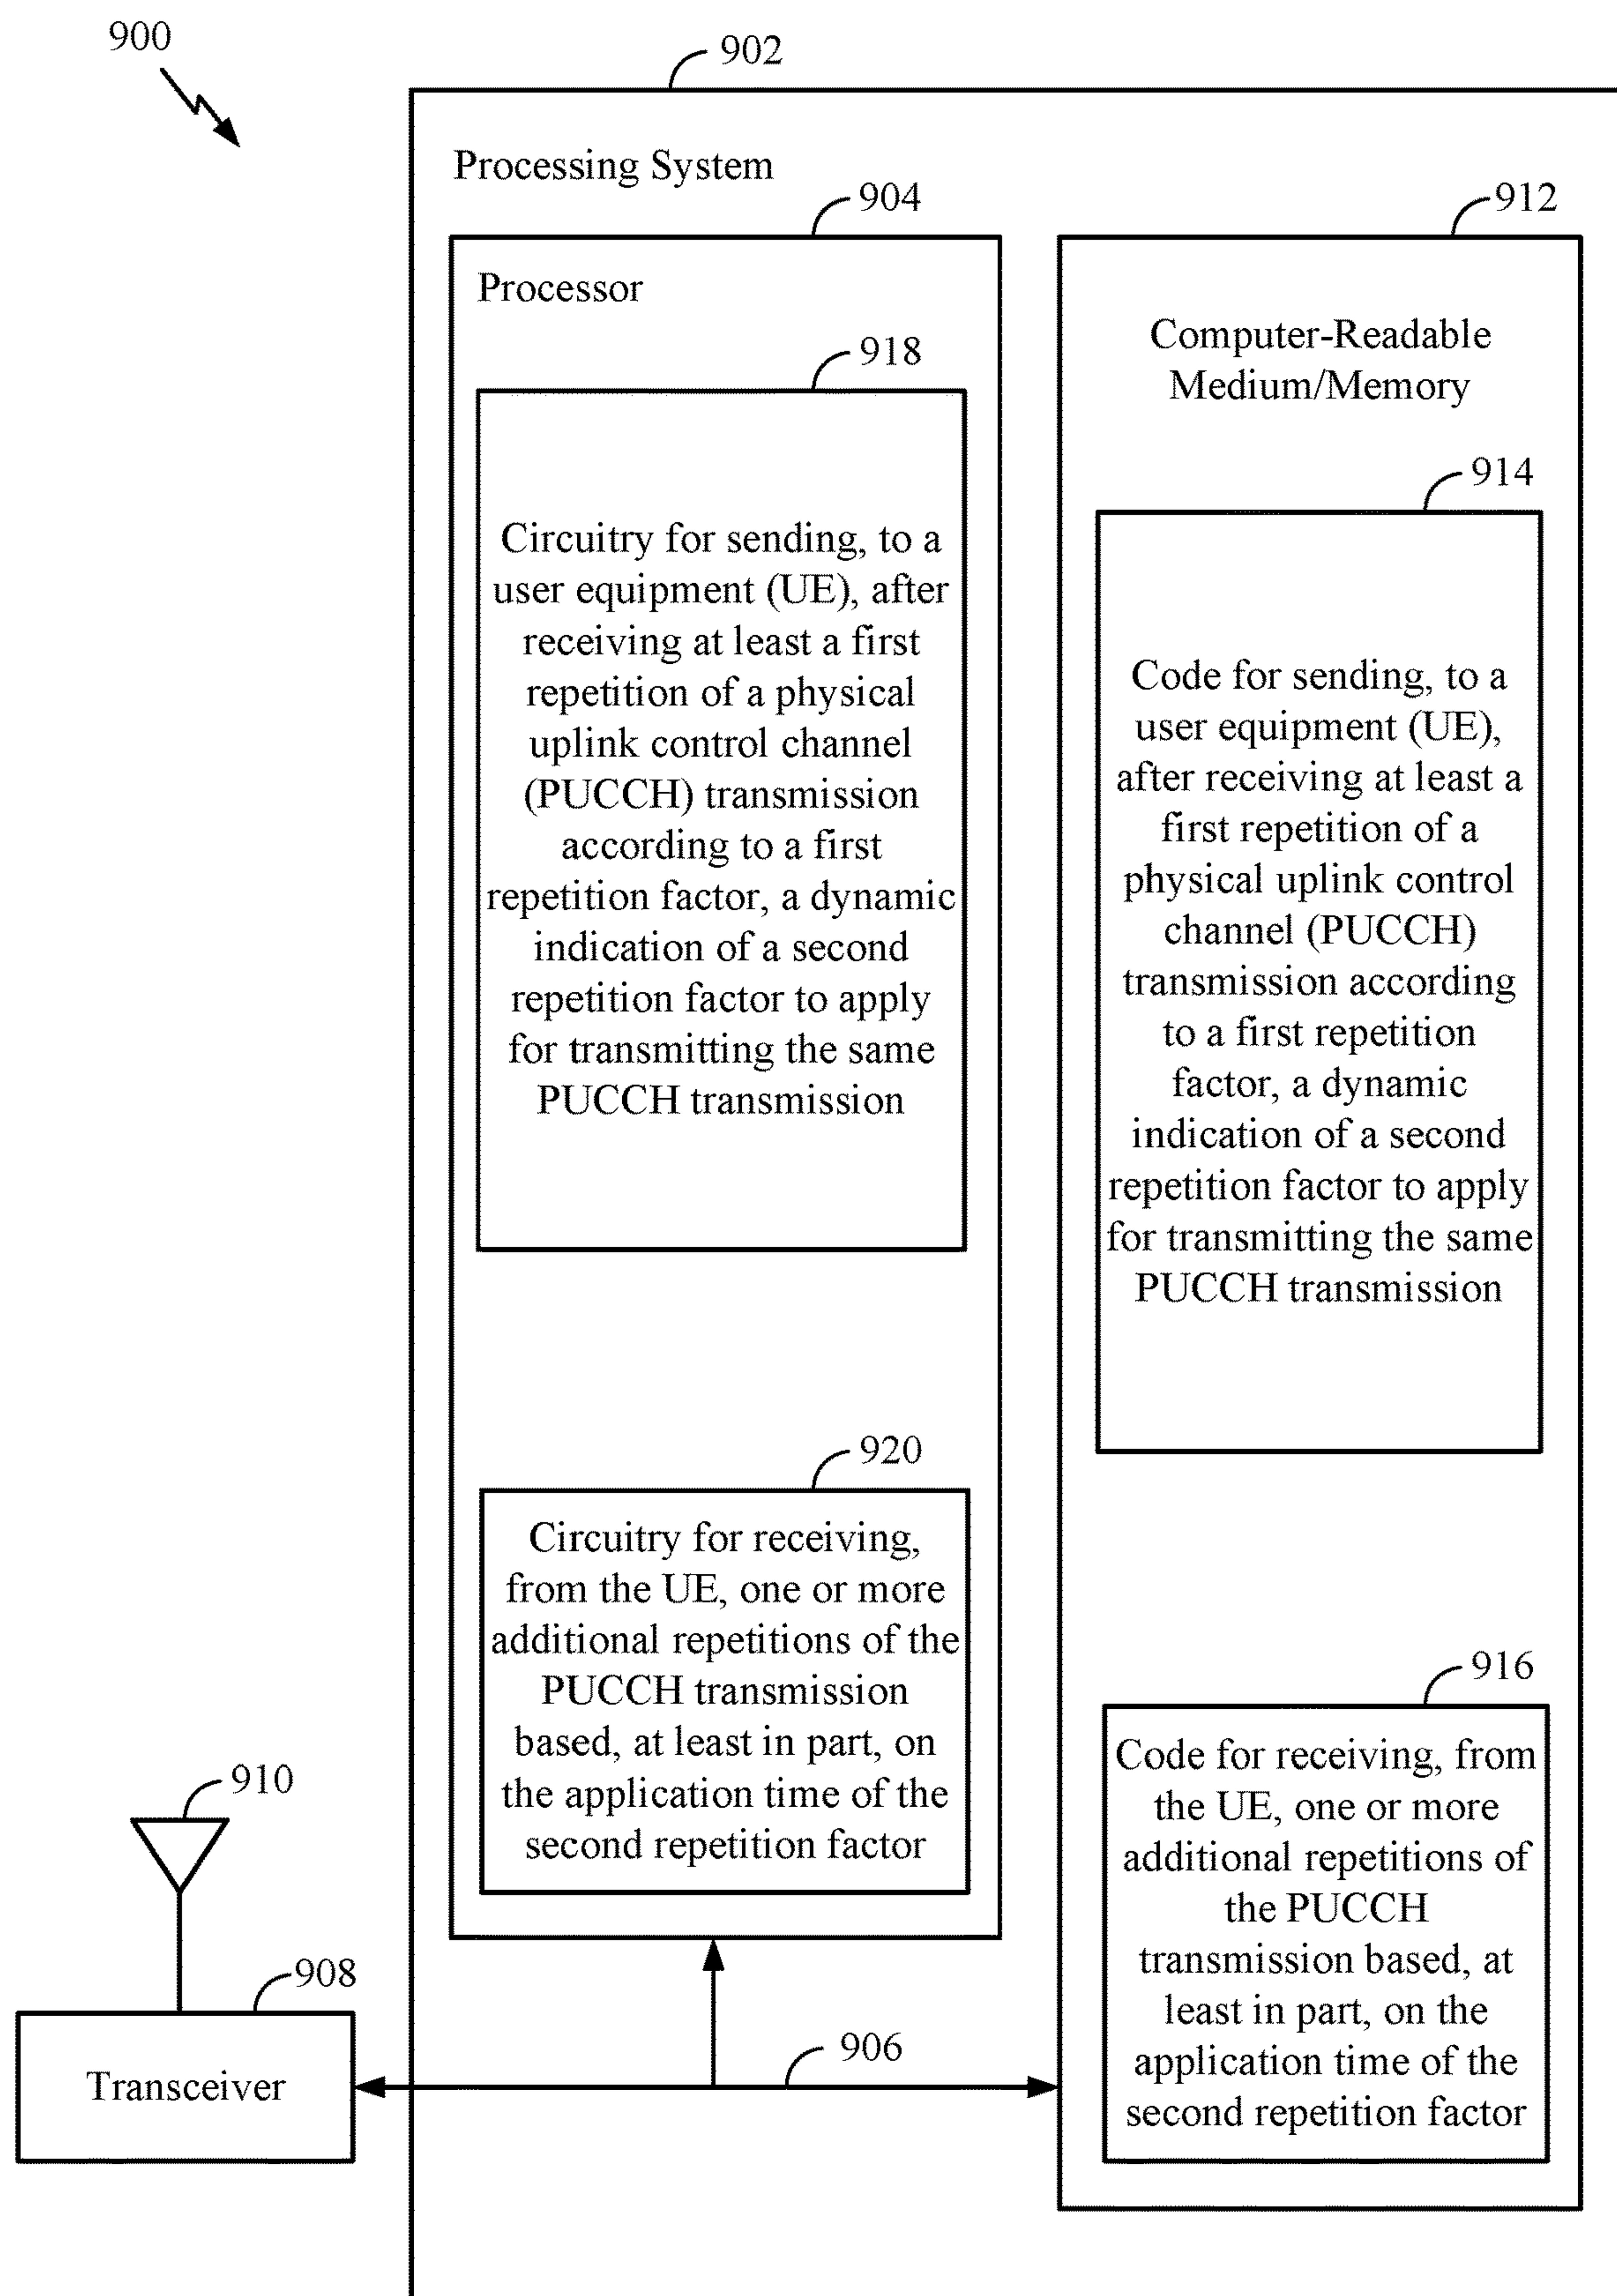 900
902
Processing System
904
Processor
918
Circuitry for sending, to a
user equipment (UE), after
receiving at least a first
repetition of a physical
uplink control channel
(PUCCH) transmission
according to a first
repetition factor, a dynamic
indication of a second
repetition factor to apply
for transmitting the same
PUCCH transmission
920
Circuitry for receiving,
from the UE, one or more
additional repetitions of the
PUCCH transmission
based, at least in part, on
the application time of the
second repetition factor
912
Computer-Readable
Medium/Memory
914
Code for sending, to a
user equipment (UE),
after receiving at least a
first repetition of a
physical uplink control
channel (PUCCH)
transmission according
to a first repetition
factor, a dynamic
indication of a second
repetition factor to apply
for transmitting the same
PUCCH transmission
916
Code for receiving, from
the UE, one or more
additional repetitions of
the PUCCH
transmission based, at
least in part, on the
application time of the
second repetition factor
910
908
Transceiver
906